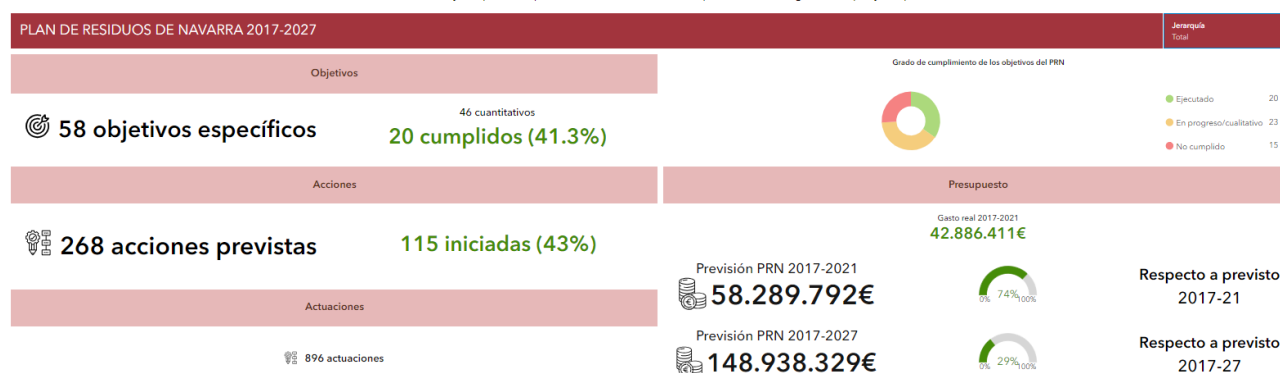 PLAN DE RESIDUOS DE NAVARRA 2017-2027
Jerarquía
Total
Objetivos
58 objetivos específicos
46 cuantitativos
20 cumplidos (41.3%)
Grado de cumplimiento de los objetivos del PRN
Ejecutado 20
En progreso/cualitativo 23
No cumplido 15
Acciones
268 acciones previstas
115 iniciadas (43%)
Actuaciones
896 actuaciones
Presupuesto
Gasto real 2017-2021
42.886.411€
Previsión PRN 2017-2021
58.289.792€
0% 74% 100%
Respecto a previsto
2017-21
Previsión PRN 2017-2027
148.938.329€
0% 29% 100%
Respecto a previsto
2017-27